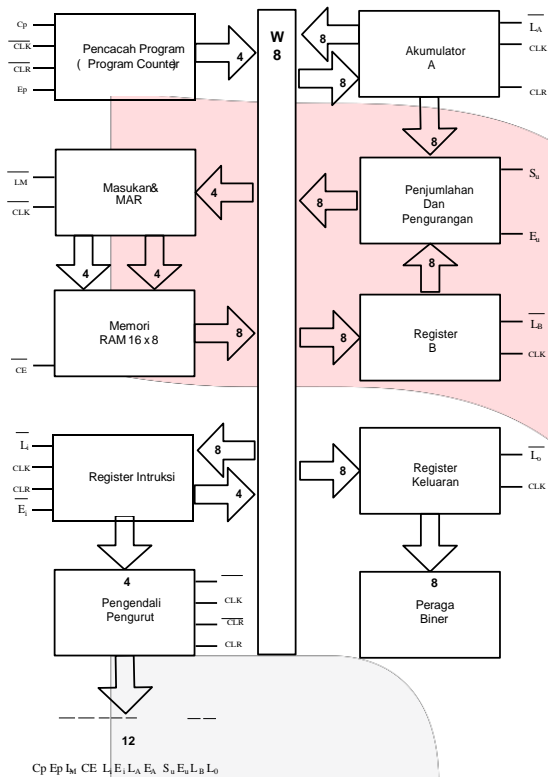 Cp
CLK
CLR
Ep
Pencacah Program
( Program Counter)
4
W
8
8
8
Akumulator
A
LA
CLK
CLR
8
LM
CLK
Masukan&
MAR
4
8
Penjumlahan
Dan
Pengurangan
Su
Eu
4
4
8
Memori
RAM 16 x 8
CE
8
8
Register
B
LB
CLK
Li
CLK
CLR
Ei
Register Intruksi
8
4
8
Register
Keluaran
Lo
CLK
4
Pengendali
Pengurut
CLK
CLR
CLR
8
Peraga
Biner
12
Cp Ep LM CE Li Ei LA EA Su Eu LB L0